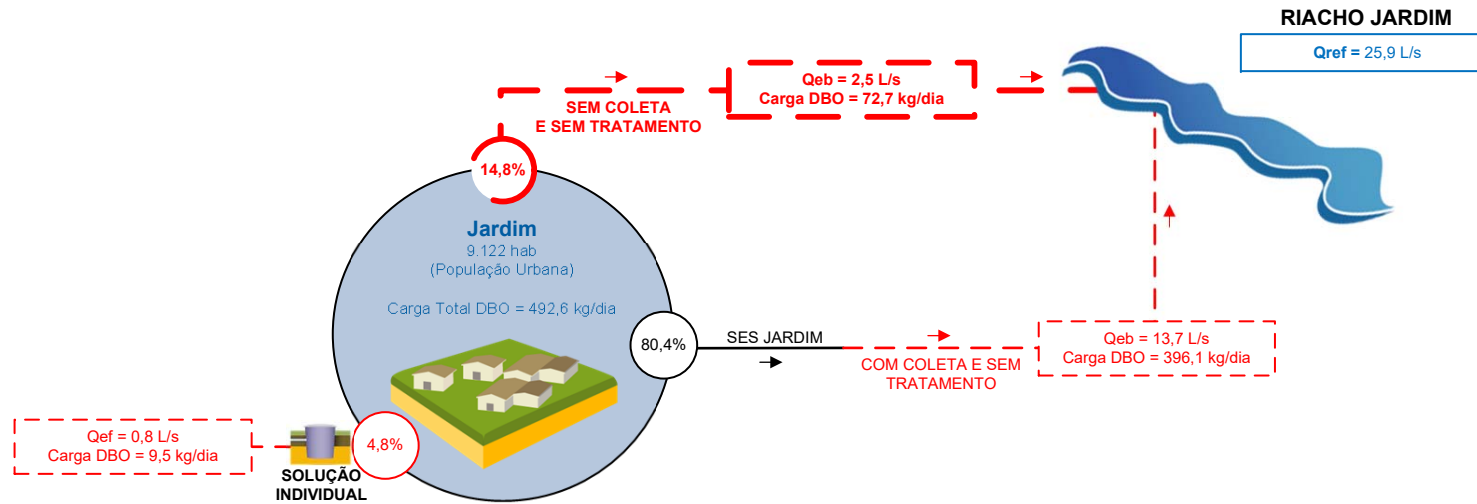 RIACHO JARDIM
Qref = 25,9 L/s
Qeb = 2,5 L/s
Carga DBO = 72,7 kg/dia
SEM COLETA
E SEM TRATAMENTO
14,8%
Jardim
9.122 hab
(População Urbana)
Carga Total DBO = 492,6 kg/dia
80,4%
SES JARDIM
COM COLETA E SEM
TRATAMENTO
Qeb = 13,7 L/s
Carga DBO = 396,1 kg/dia
Qef = 0,8 L/s
Carga DBO = 9,5 kg/dia
4,8%
SOLUÇÃO
INDIVIDUAL